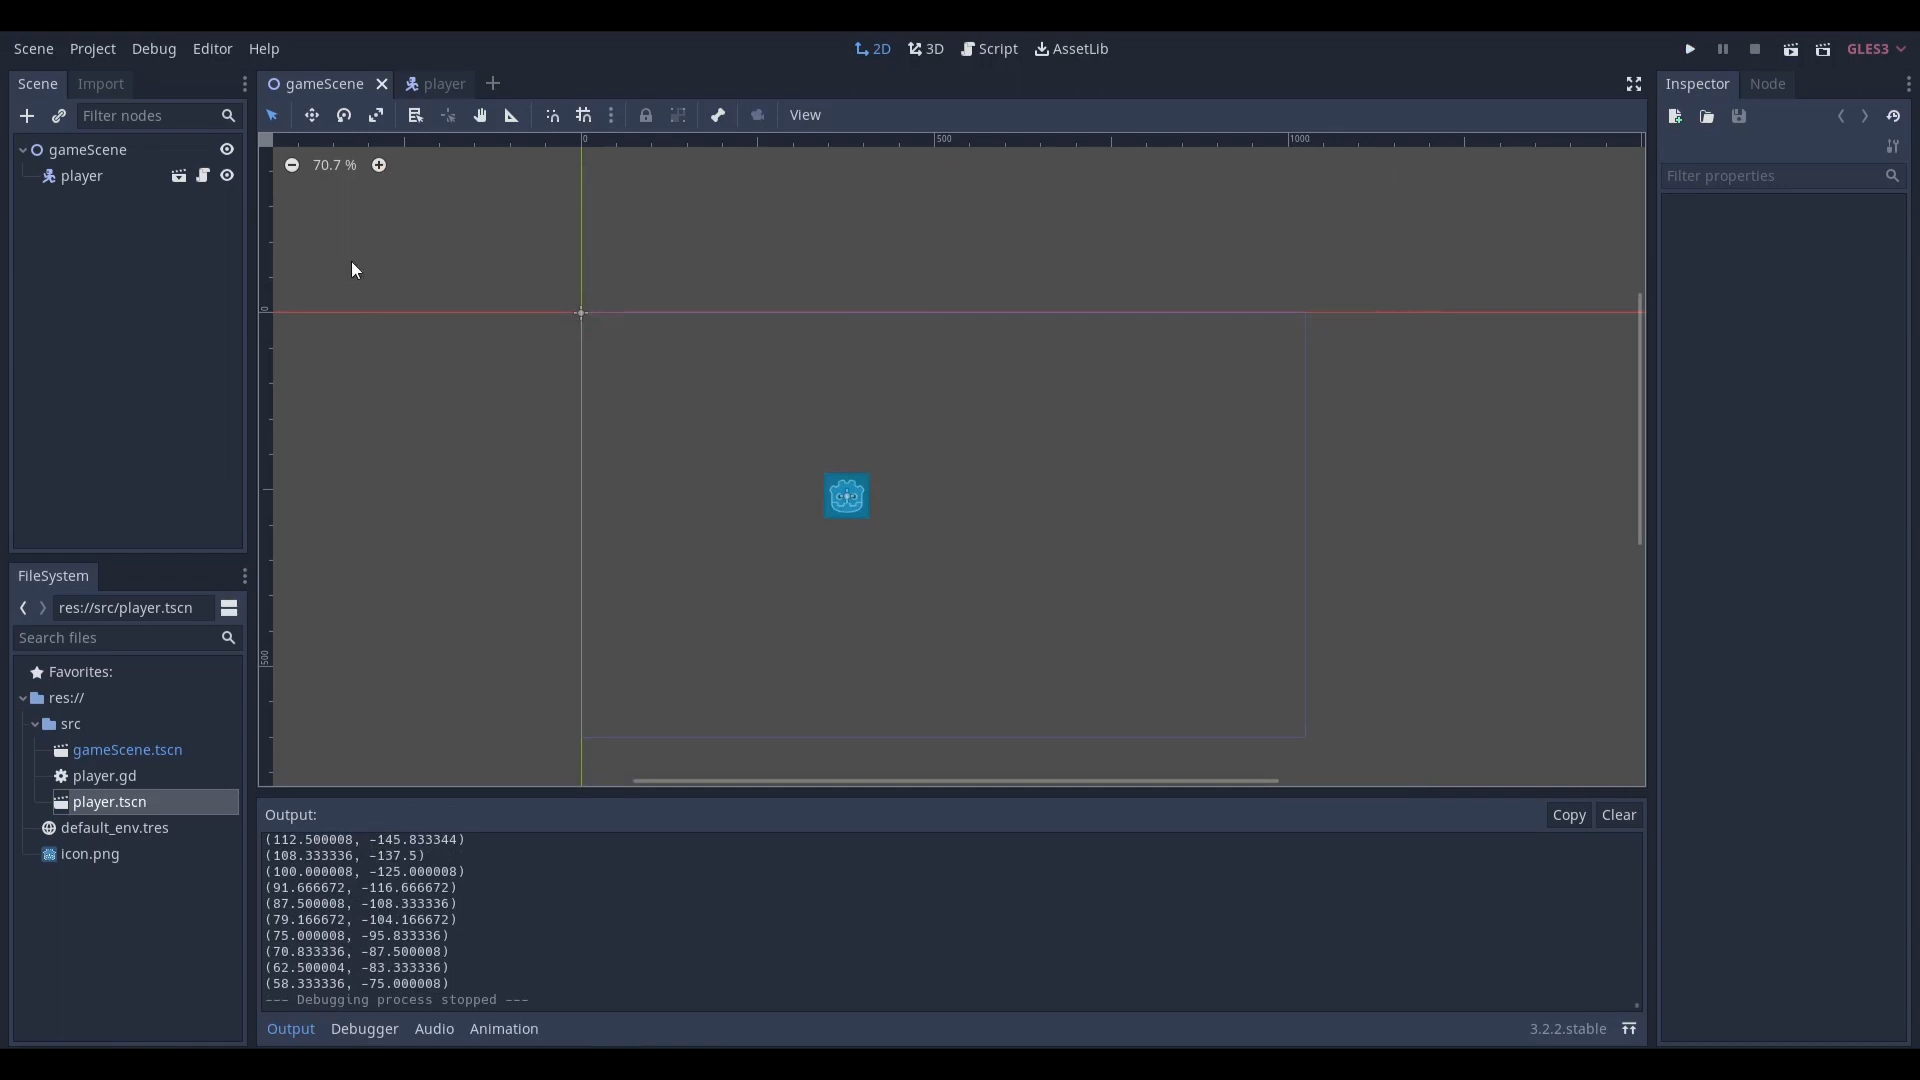 Scene Project Debug Editor Help
2D 3D Script AssetLib
GLES3
Scene Import
Filter nodes
gameScene
player
gameScene player
View
0 500 1000
70.7 %
0
500
Inspector Node
Filter properties
FileSystem
res://src/player.tscn
Search files
Favorites:
res://
src
gameScene.tscn
player.gd
player.tscn
default_env.tres
icon.png
Output:
Copy Clear
(112.500008, -145.833344)
(108.333336, -137.5)
(100.000008, -125.000008)
(91.666672, -116.666672)
(87.500008, -108.333336)
(79.166672, -104.166672)
(75.000008, -95.833336)
(70.833336, -87.500008)
(62.500004, -83.333336)
(58.333336, -75.000008)
--- Debugging process stopped ---
Output Debugger Audio Animation
3.2.2.stable